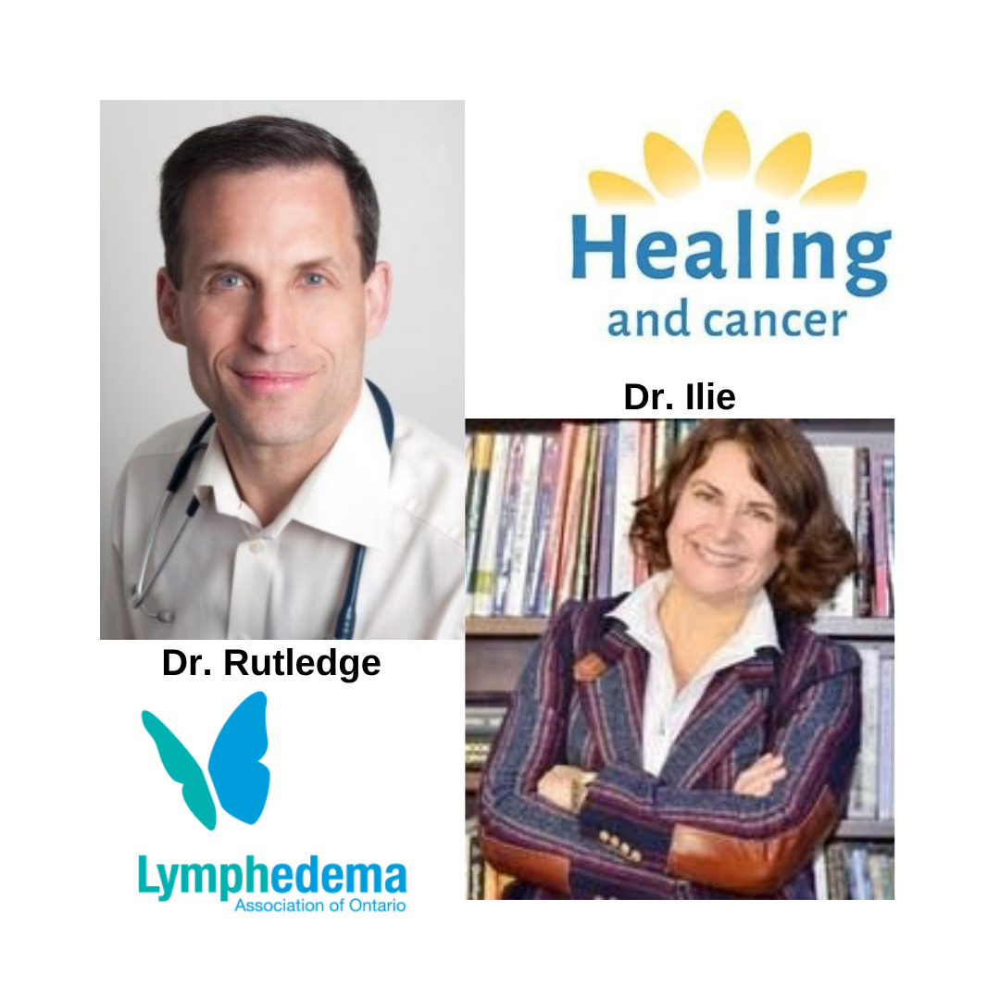 Healing
and cancer
Dr. Ilie
Dr. Rutledge
Lymphedema
Association of Ontario